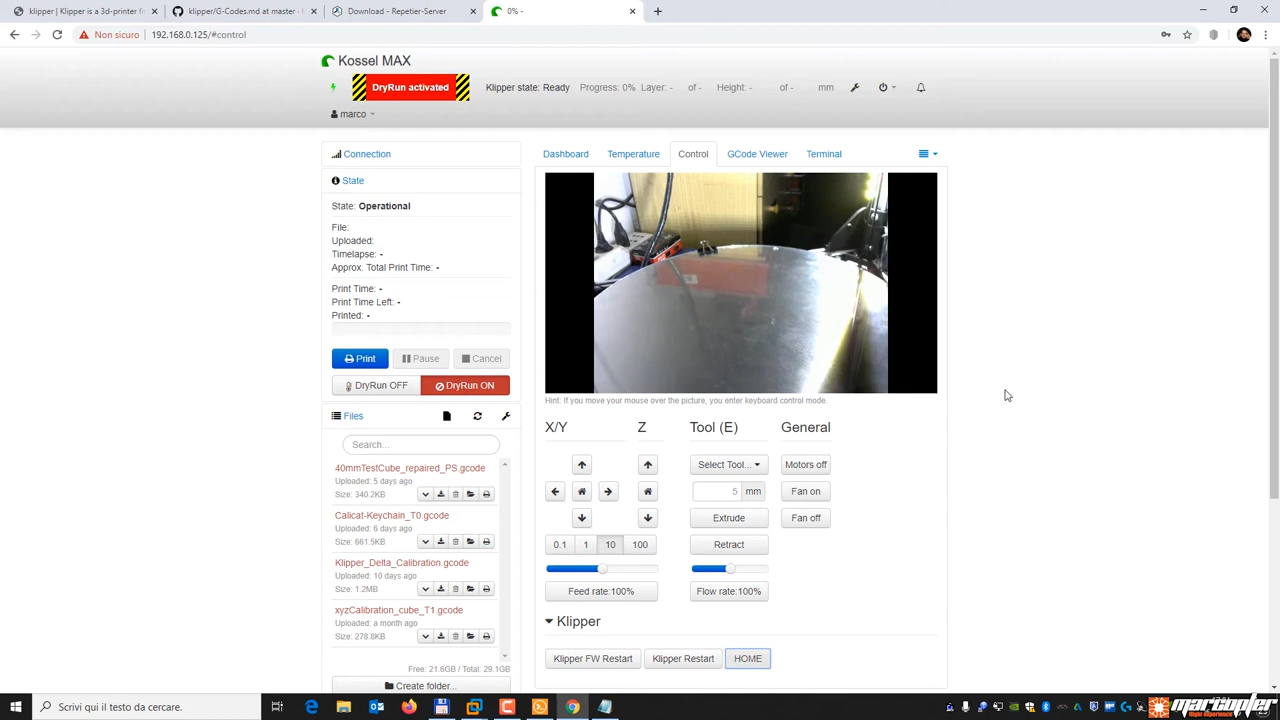 klipper | Klipper is a 3d-printer fo
klipper/G-Codes.md at master · k
Download - Repetier-Server
0% -
Non sicuro
192.168.0.125/#control
Kossel MAX
DryRun activated
Klipper state: Ready
Progress: 0%
Layer: -
of -
Height: -
of -
mm
marco
Connection
State
State: Operational
File:
Uploaded:
Timelapse: -
Approx. Total Print Time: -
Print Time: -
Print Time Left: -
Printed: -
Print
Pause
Cancel
DryRun OFF
DryRun ON
Files
Search...
40mmTestCube_repaired_PS.gcode
Uploaded: 5 days ago
Size: 340.2KB
Calicat-Keychain_T0.gcode
Uploaded: 6 days ago
Size: 661.5KB
Klipper_Delta_Calibration.gcode
Uploaded: 10 days ago
Size: 1.2MB
xyzCalibration_cube_T1.gcode
Uploaded: a month ago
Size: 278.8KB
Free: 21.6GB / Total: 29.1GB
Create folder...
Dashboard
Temperature
Control
GCode Viewer
Terminal
Hint: If you move your mouse over the picture, you enter keyboard control mode.
X/Y
Z
Tool (E)
General
Select Tool...
Motors off
5
mm
Fan on
Extrude
Fan off
0.1
1
10
100
Retract
Feed rate:100%
Flow rate:100%
Klipper
Klipper FW Restart
Klipper Restart
HOME
Scrivi qui il testo da cercare.
marcopter